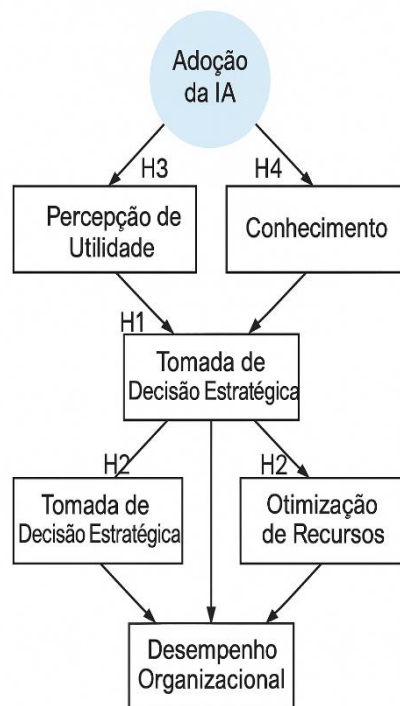 Adoção
da IA
H3
H4
Percepção de
Utilidade
Conhecimento
H1
Tomada de
Decisão Estratégica
H2
H2
Tomada de
Decisão Estratégica
Otimização
de Recursos
Desempenho
Organizacional